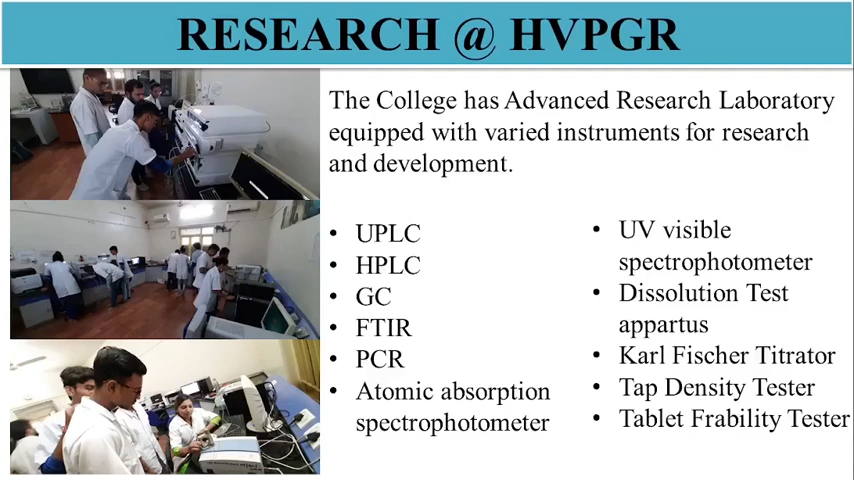 RESEARCH @ HVPGR
The College has Advanced Research Laboratory
equipped with varied instruments for research
and development.
• UPLC
• HPLC
• GC
• FTIR
• PCR
• Atomic absorption
spectrophotometer
• UV visible
spectrophotometer
• Dissolution Test
appartus
• Karl Fischer Titrator
• Tap Density Tester
• Tablet Frability Tester